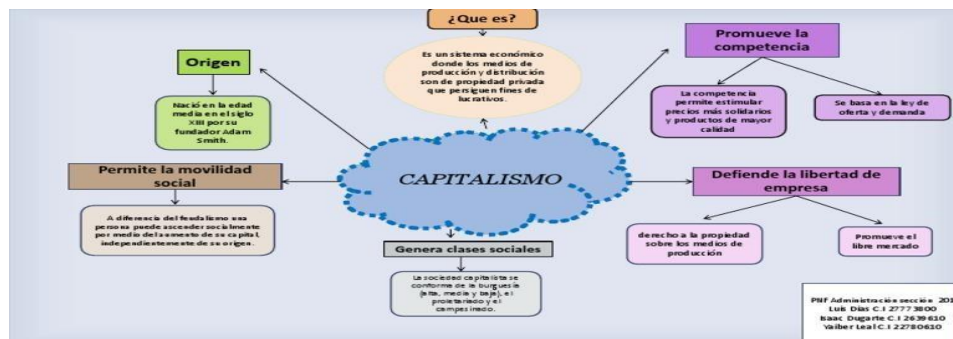 ¿Que es?
Es un sistema económico
donde los medios de
producción y distribución
son de propiedad privada
que persiguen fines de
lucrativos.
Origen
Nació en la edad
media en el siglo
XIII por su
fundador Adam
Smith.
Promueve la
competencia
La competencia
permite estimular
precios más solidarios
y productos de mayor
calidad
Se basa en la ley de
oferta y demanda
CAPITALISMO
Permite la movilidad
social
A diferencia del feudalismo una
persona puede ascender socialmente
por medio del aumento de su capital,
independientemente de su origen.
Defiende la libertad de
empresa
derecho a la propiedad
sobre los medios de
producción
Promueve el
libre mercado
Genera clases sociales
La sociedad capitalista se
conforma de la burguesía
(alta, media y baja), el
proletariado y el
campesinado.
PNF Administración sección 201
Luis Dias C.I 27773800
Isaac Dugarte C.I 2639610
Yaiber Leal C.I 22780610